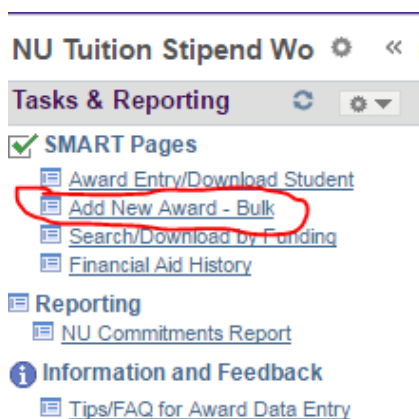 NU Tuition Stipend Wo
Tasks & Reporting
SMART Pages
Award Entry/Download Student
Add New Award - Bulk
Search/Download by Funding
Financial Aid History
Reporting
NU Commitments Report
Information and Feedback
Tips/FAQ for Award Data Entry